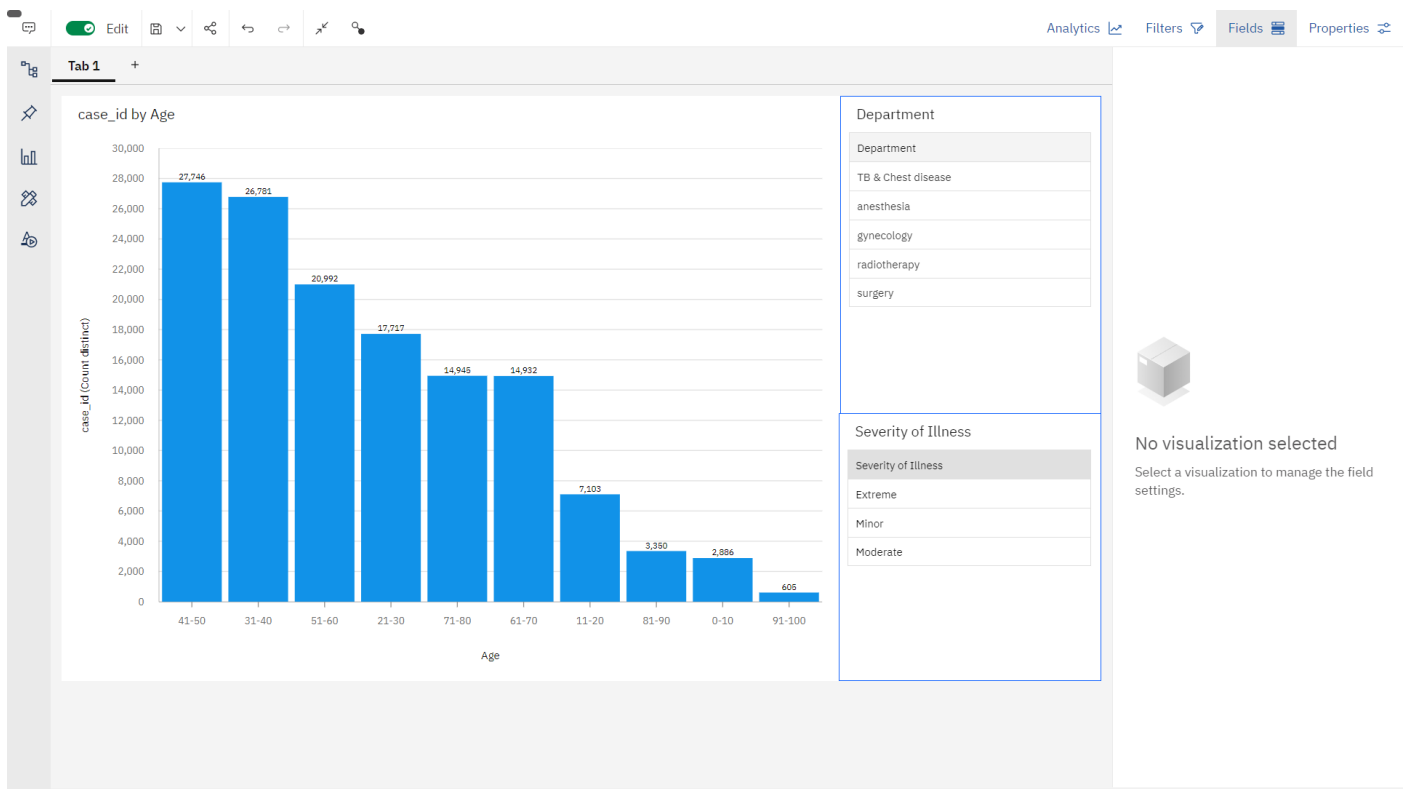 Edit
Analytics
Filters
Fields
Properties
Tab 1
+
case_id by Age
30,000
28,000
26,000
24,000
22,000
20,000
18,000
16,000
14,000
12,000
10,000
8,000
6,000
4,000
2,000
0
case_id (Count distinct)
27,746
26,781
20,992
17,717
14,945
14,932
7,103
3,350
2,886
605
41-50
31-40
51-60
21-30
71-80
61-70
11-20
81-90
0-10
91-100
Age
Department
Department
TB & Chest disease
anesthesia
gynecology
radiotherapy
surgery
Severity of Illness
Severity of Illness
Extreme
Minor
Moderate
No visualization selected
Select a visualization to manage the field
settings.